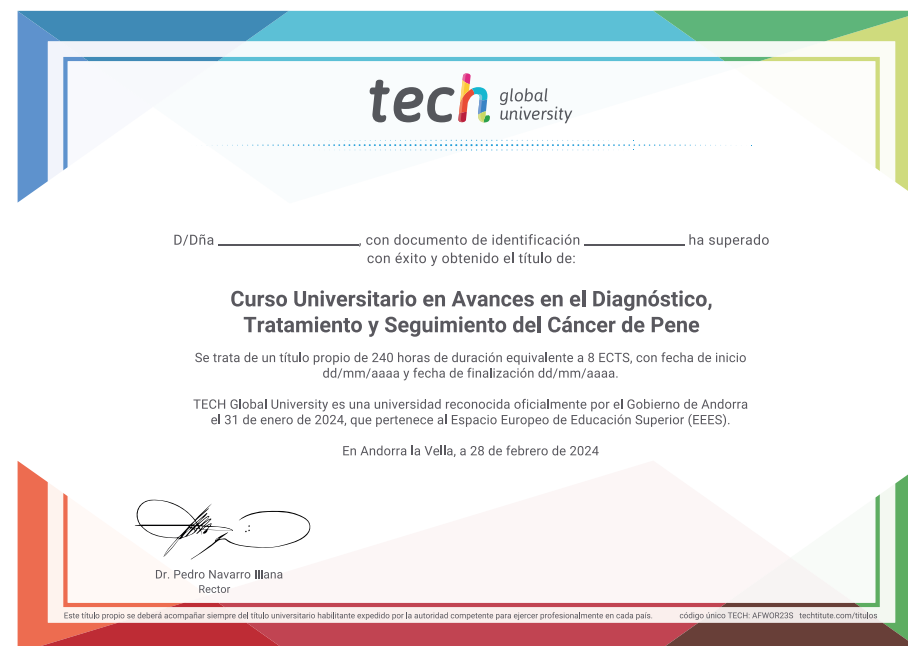 tech global university
D/Dña ____________________, con documento de identificación ______________ ha superado
con éxito y obtenido el título de:
Curso Universitario en Avances en el Diagnóstico,
Tratamiento y Seguimiento del Cáncer de Pene
Se trata de un título propio de 240 horas de duración equivalente a 8 ECTS, con fecha de inicio
dd/mm/aaaa y fecha de finalización dd/mm/aaaa.
TECH Global University es una universidad reconocida oficialmente por el Gobierno de Andorra
el 31 de enero de 2024, que pertenece al Espacio Europeo de Educación Superior (EEES).
En Andorra la Vella, a 28 de febrero de 2024
Dr. Pedro Navarro Illana
Rector
Este título propio se deberá acompañar siempre del título universitario habilitante expedido por la autoridad competente para ejercer profesionalmente en cada país. código único TECH: AFWOR23S techtitute.com/titulos